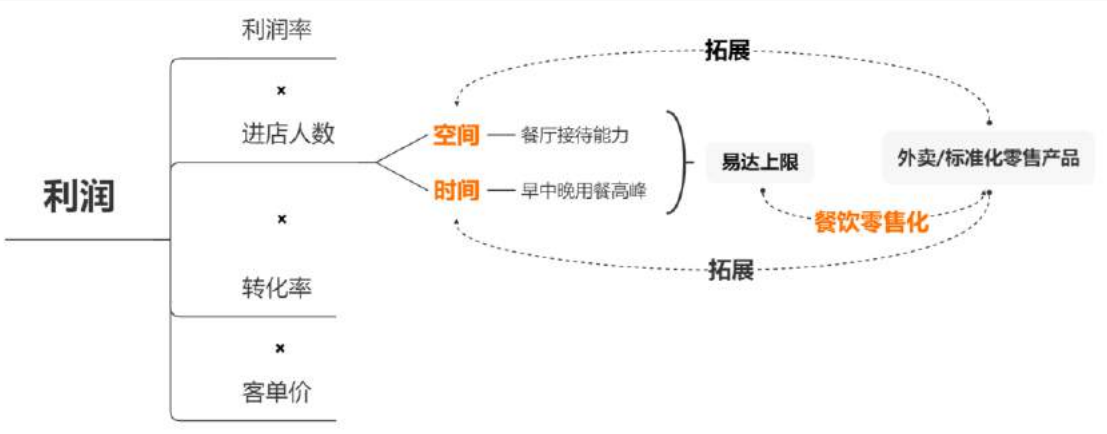 利润
利润率
×
进店人数
×
转化率
×
客单价
空间
餐厅接待能力
时间
早中晚用餐高峰
易达上限
拓展
外卖/标准化零售产品
餐饮零售化
拓展